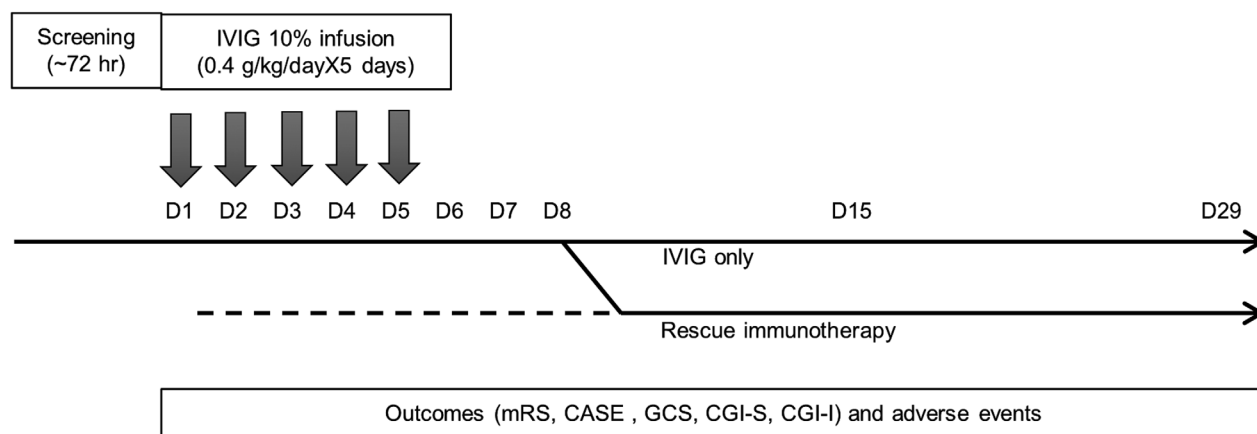 Screening
(~72 hr)
IVIG 10% infusion
(0.4 g/kg/dayX5 days)
D1 D2 D3 D4 D5 D6 D7 D8 D15 D29
IVIG only
Rescue immunotherapy
Outcomes (mRS, CASE , GCS, CGI-S, CGI-I) and adverse events